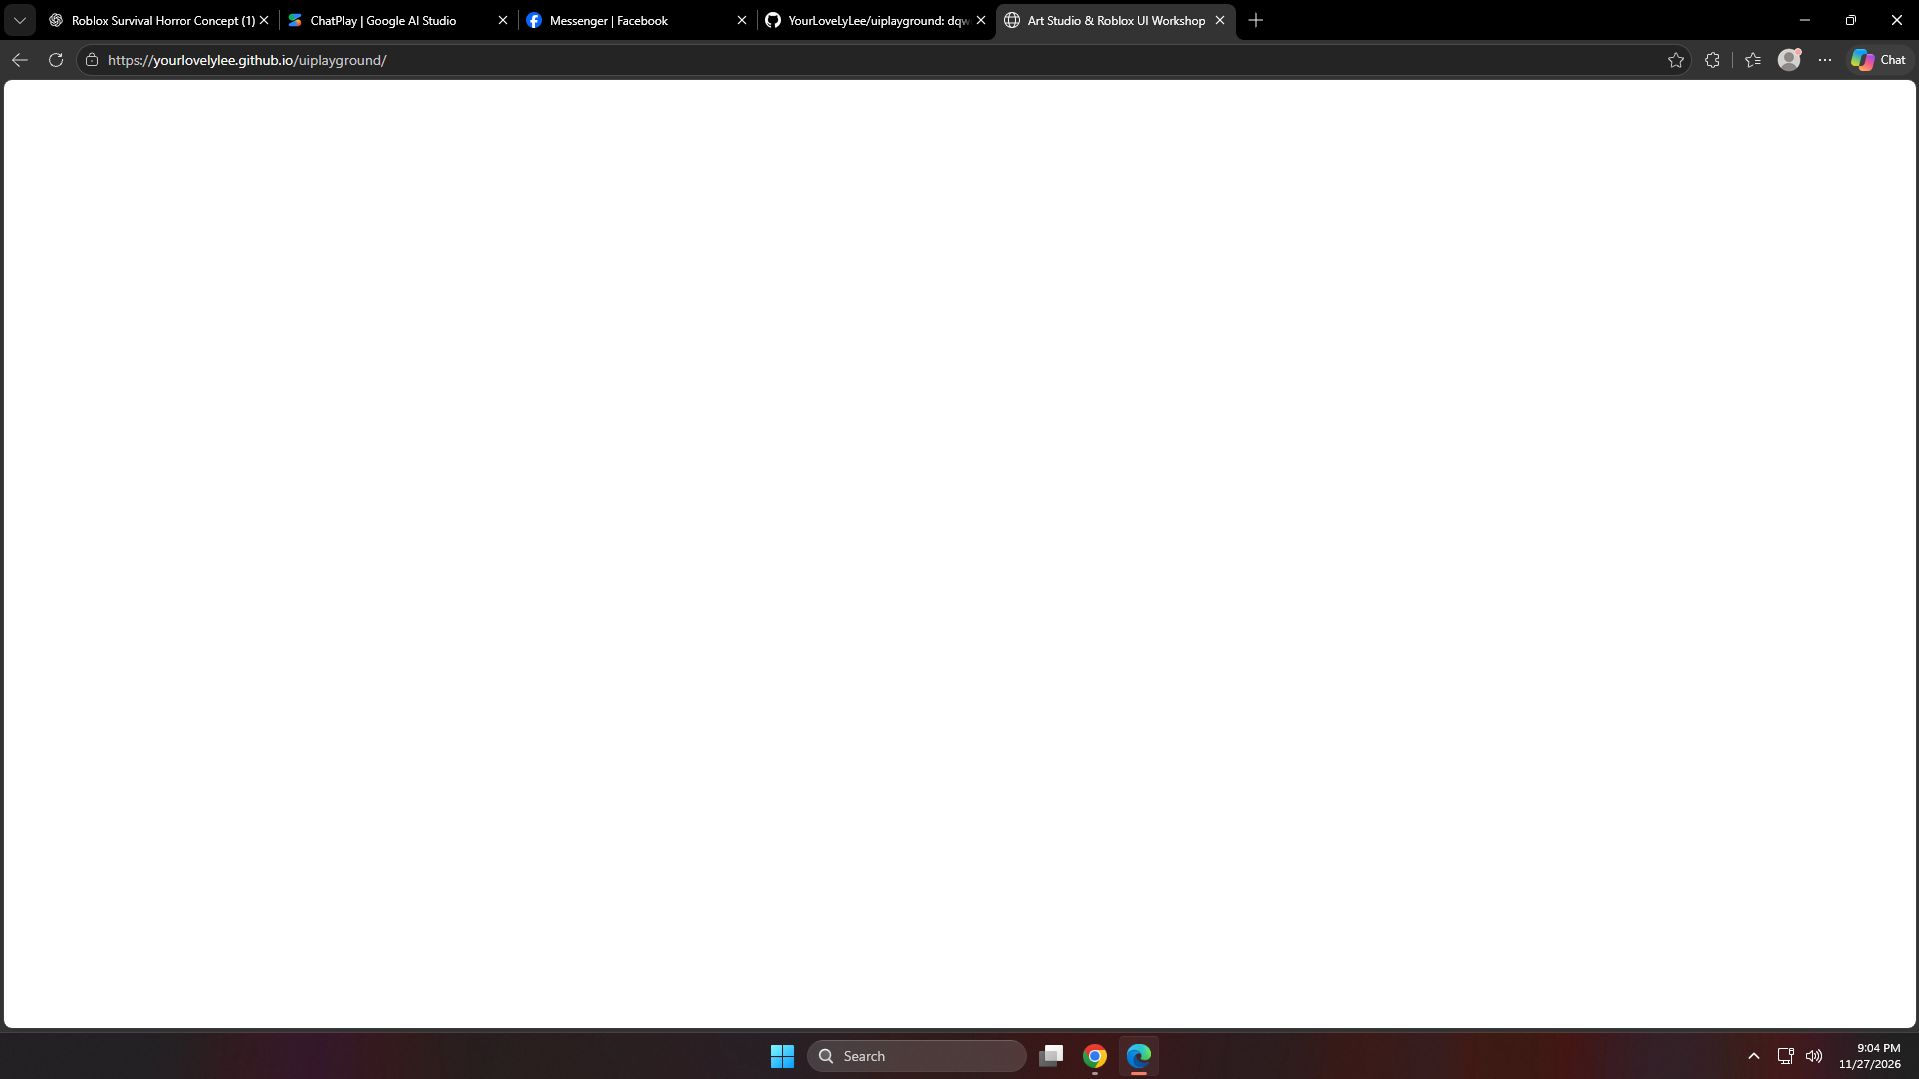 Roblox Survival Horror Concept (1)
ChatPlay | Google AI Studio
Messenger | Facebook
YourLoveLyLee/uiplayground: dqw
Art Studio & Roblox UI Workshop
https://yourlovelylee.github.io/uiplayground/
Chat
Search
9:04 PM
11/27/2026